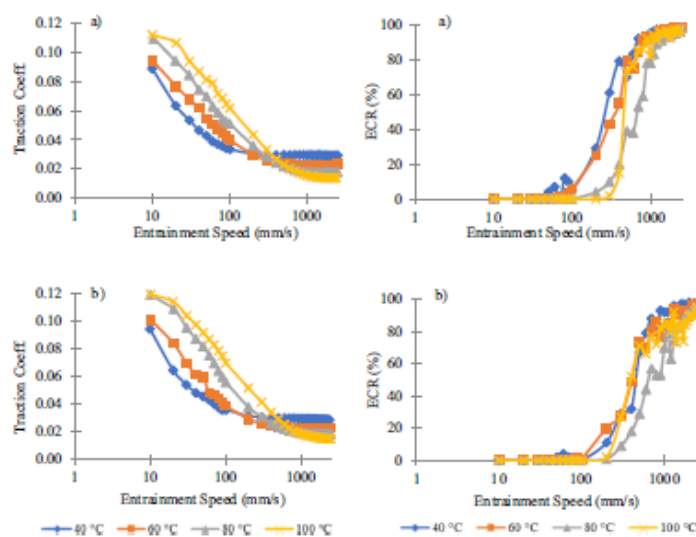 a)
Traction Coeff.
0.12
0.10
0.08
0.06
0.04
0.02
0.00
1 10 100 1000
Entrainment Speed (mm/s)
a)
ECR (%)
100
80
60
40
20
0
1 10 100 1000
Entrainment Speed (mm/s)
b)
Traction Coeff.
0.12
0.10
0.08
0.06
0.04
0.02
0.00
1 10 100 1000
Entrainment Speed (mm/s)
40 °C 60 °C 80 °C 100 °C
b)
ECR (%)
100
80
60
40
20
0
1 10 100 1000
Entrainment Speed (mm/s)
40 °C 60 °C 80 °C 100 °C